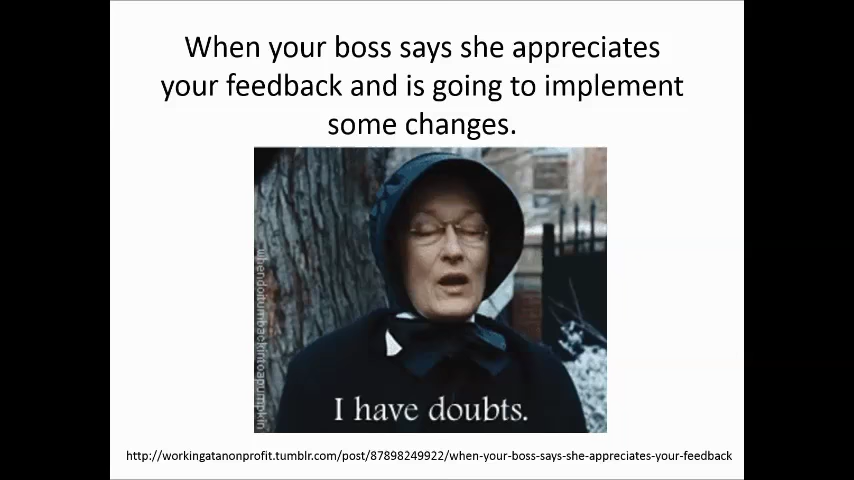 When your boss says she appreciates
your feedback and is going to implement
some changes.
whendoiturnbackintoapumpkin
I have doubts.
http://workingatanonprofit.tumblr.com/post/87898249922/when-your-boss-says-she-appreciates-your-feedback